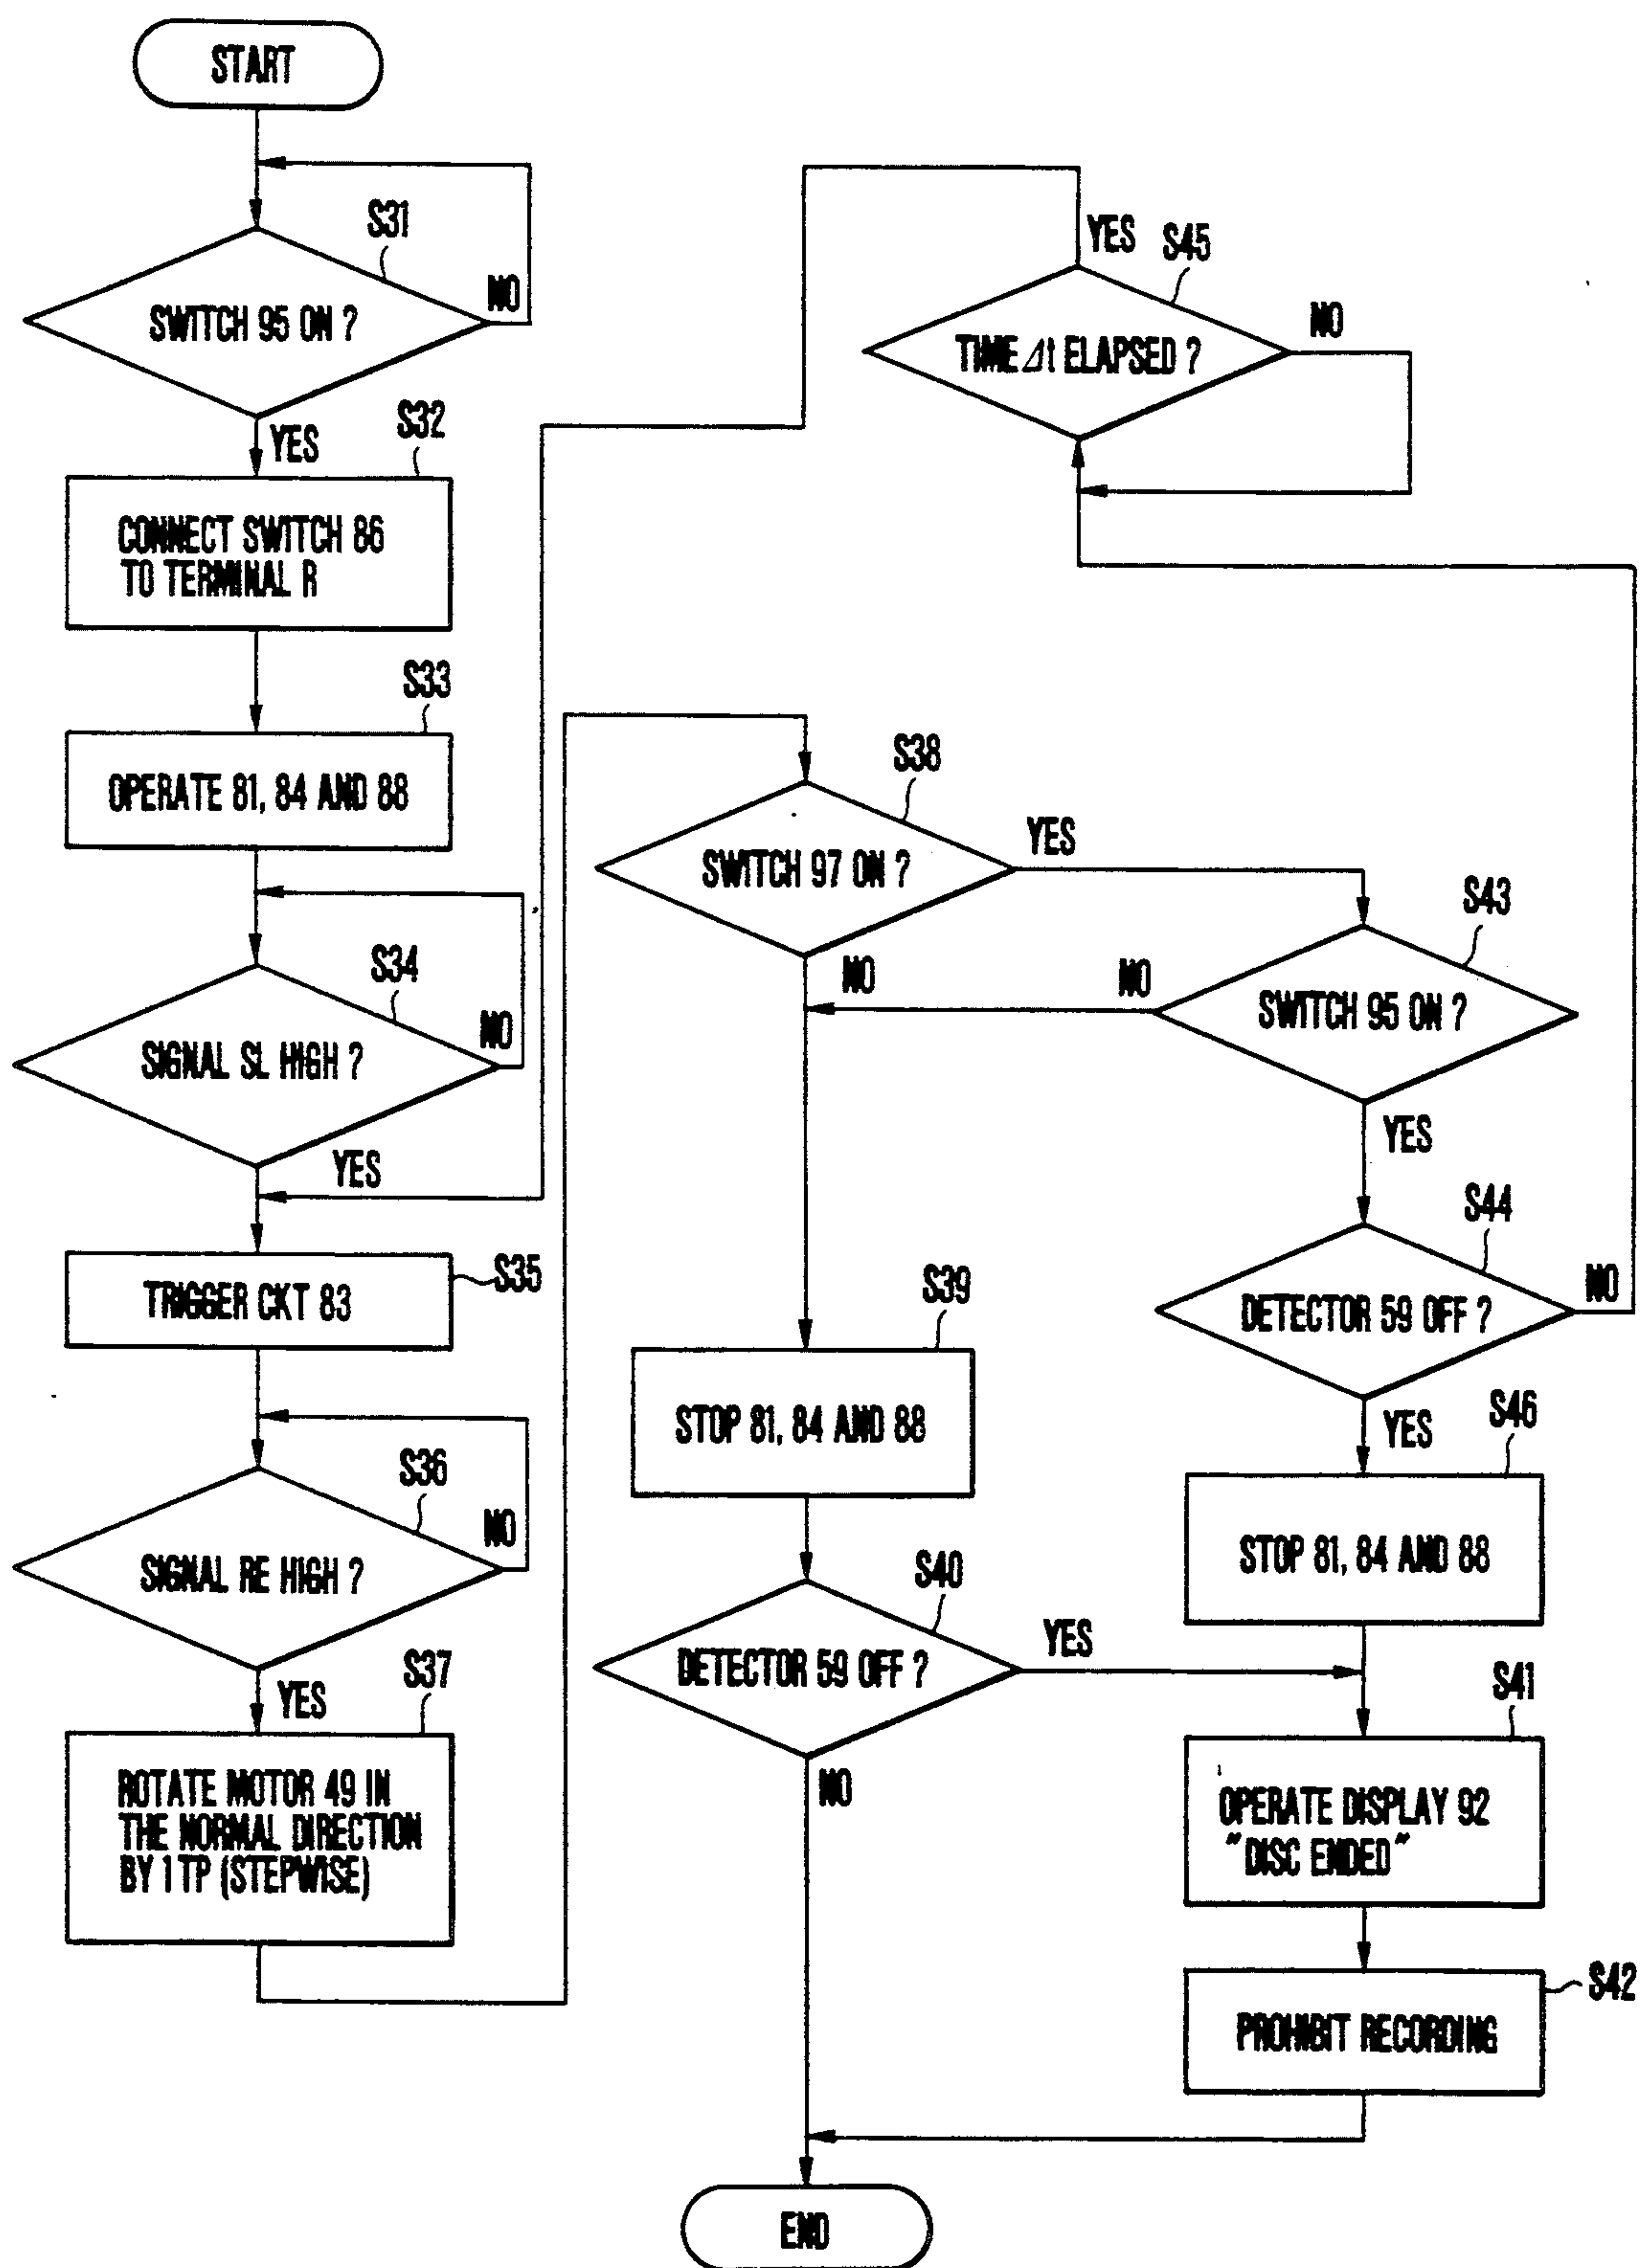 START
S31
SWITCH 95 ON ?
NO
YES
S32
CONNECT SWITCH 86
TO TERMINAL R
S33
OPERATE 81, 84 AND 88
S34
SIGNAL SL HIGH ?
NO
YES
TRIGGER CKT 83
S35
S36
SIGNAL RE HIGH ?
NO
YES
S37
ROTATE MOTOR 49 IN
THE NORMAL DIRECTION
BY 1 TP (STEPWISE)
S38
SWITCH 97 ON ?
YES
NO
S43
SWITCH 95 ON ?
NO
YES
S44
DETECTOR 59 OFF ?
NO
YES
S45
TIME Δt ELAPSED ?
YES
NO
S39
STOP 81, 84 AND 88
S40
DETECTOR 59 OFF ?
YES
NO
S46
STOP 81, 84 AND 88
S41
OPERATE DISPLAY 92
"DISC ENDED"
S42
PROHIBIT RECORDING
END